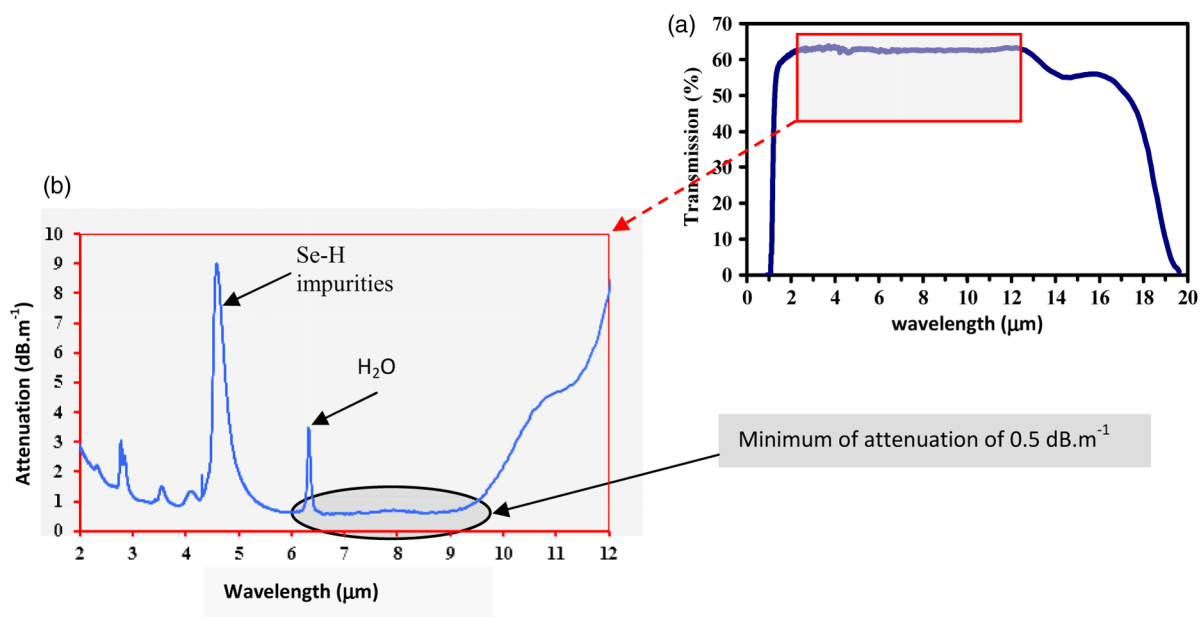 (a)
70
60
50
40
30
20
10
0
Transmission (%)
0 2 4 6 8 10 12 14 16 18 20
wavelength (μm)
(b)
10
9
8
7
6
5
4
3
2
1
0
Attenuation (dB.m⁻¹)
Se-H
impurities
H₂O
2 3 4 5 6 7 8 9 10 11 12
Wavelength (μm)
Minimum of attenuation of 0.5 dB.m⁻¹